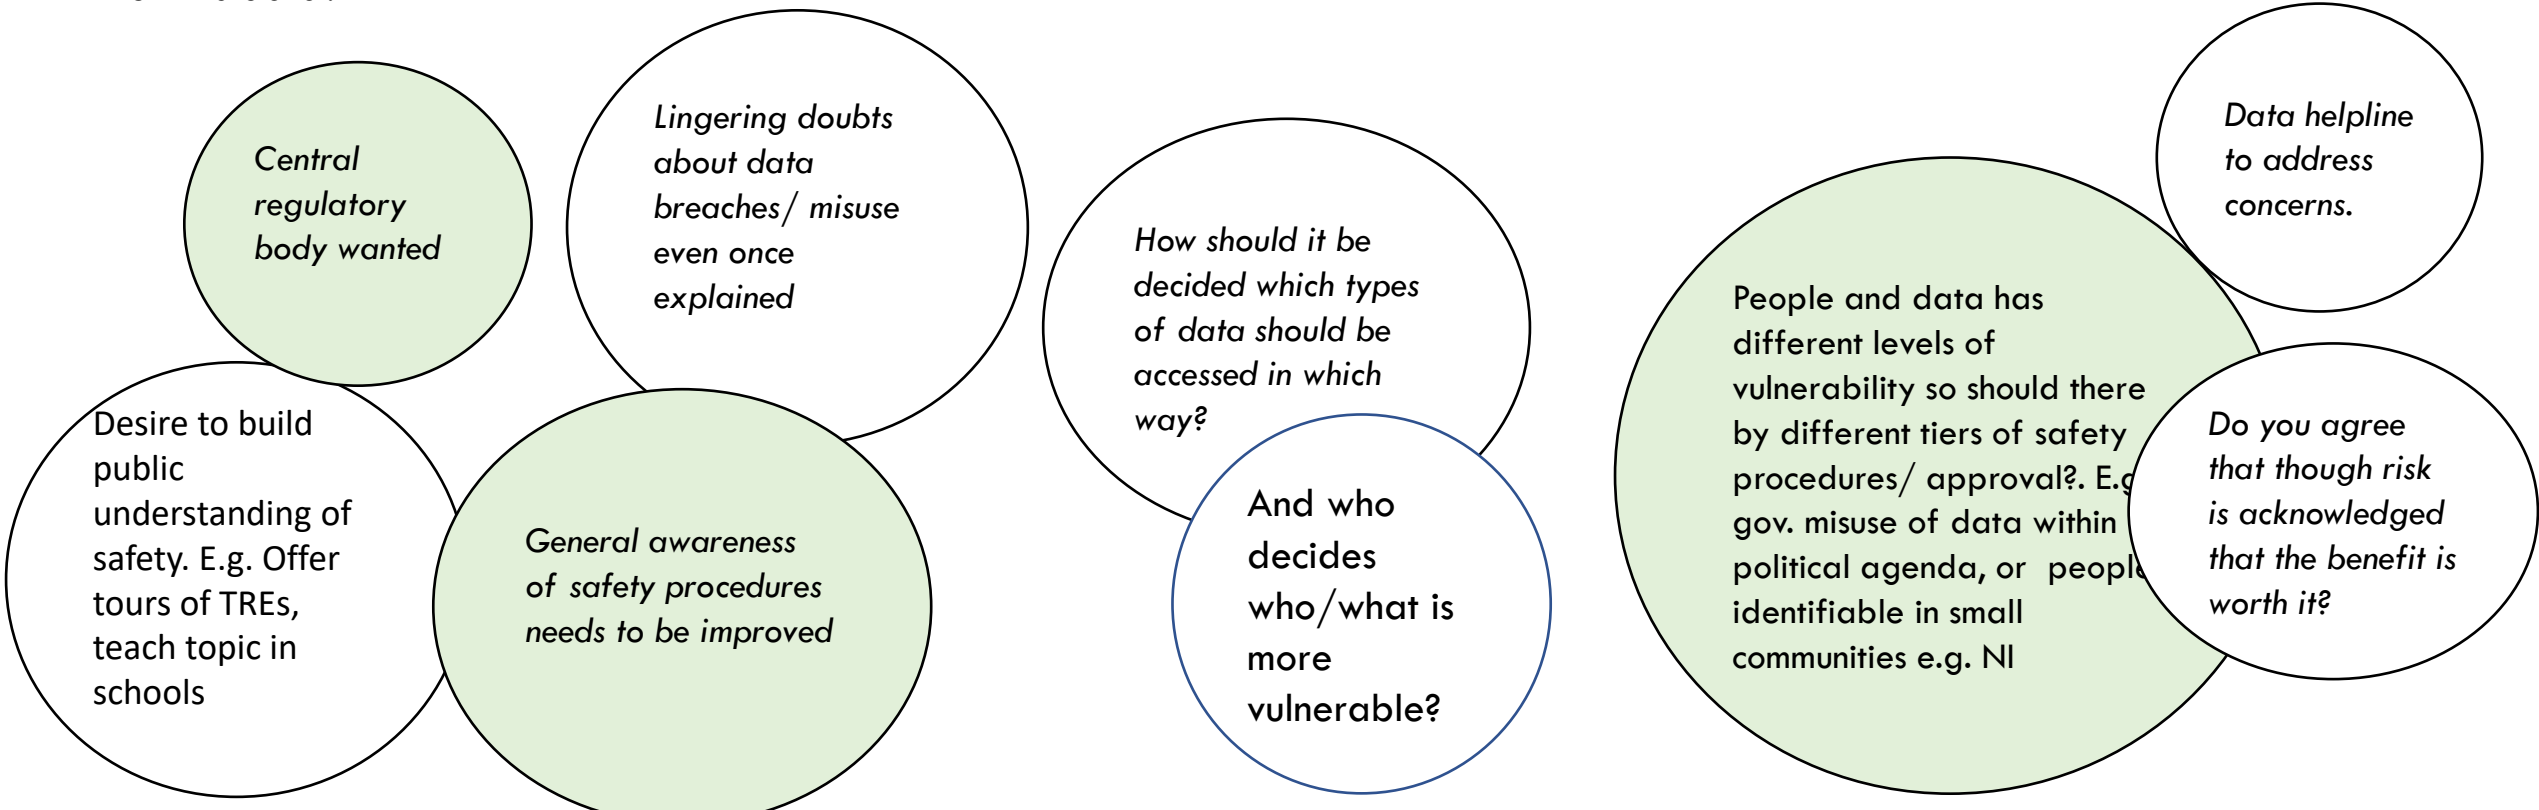 Central
regulatory
body wanted
Lingering doubts
about data
breaches/ misuse
even once
explained
Desire to build
public
understanding of
safety. E.g. Offer
tours of TREs,
teach topic in
schools
General awareness
of safety procedures
needs to be improved
How should it be
decided which types
of data should be
accessed in which
way?
And who
decides
who/what is
more
vulnerable?
People and data has
different levels of
vulnerability so should there
by different tiers of safety
procedures/ approval?. E.g
gov. misuse of data within
political agenda, or people
identifiable in small
communities e.g. NI
Data helpline
to address
concerns.
Do you agree
that though risk
is acknowledged
that the benefit is
worth it?